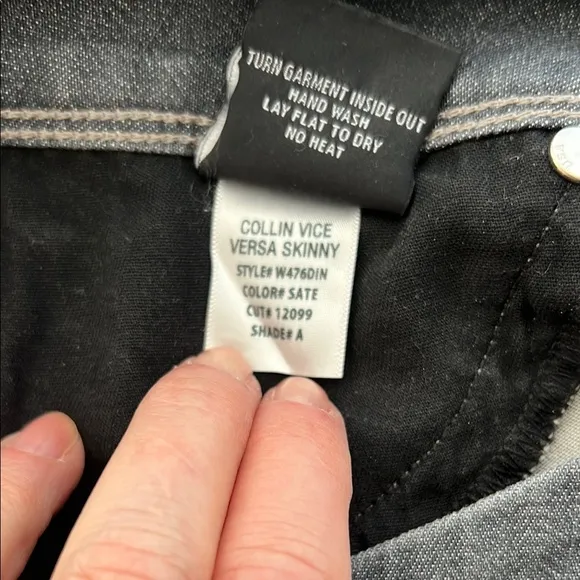 TURN GARMENT INSIDE OUT
HAND WASH
LAY FLAT TO DRY
NO HEAT
COLLIN VICE
VERSA SKINNY
STYLE# W476DIN
COLOR# SATE
CUT# 12099
SHADE# A